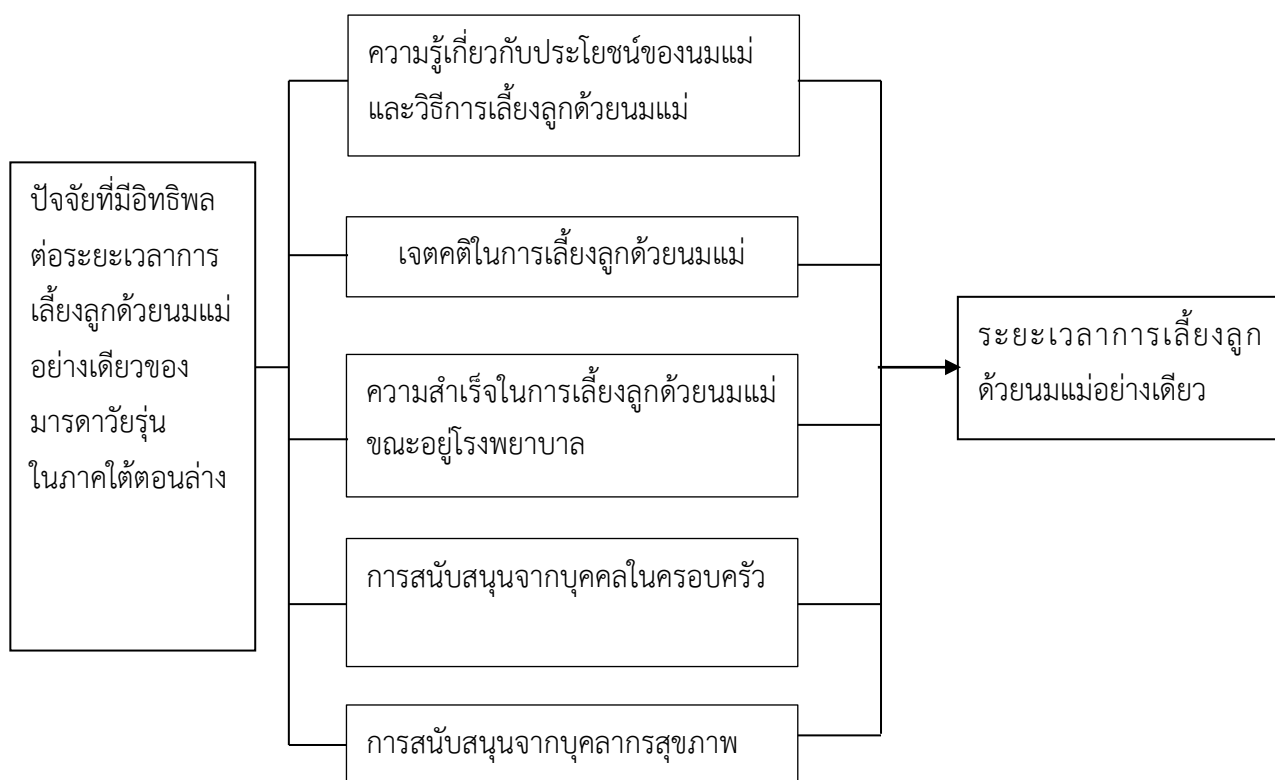 ปัจจัยที่มีอิทธิพล
ต่อระยะเวลาการ
เลี้ยงลูกด้วยนมแม่
อย่างเดียวของ
มารดาวัยรุ่น
ในภาคใต้ตอนล่าง
ความรู้เกี่ยวกับประโยชน์ของนมแม่
และวิธีการเลี้ยงลูกด้วยนมแม่
เจตคติในการเลี้ยงลูกด้วยนมแม่
ความสำเร็จในการเลี้ยงลูกด้วยนมแม่
ขณะอยู่โรงพยาบาล
การสนับสนุนจากบุคคลในครอบครัว
การสนับสนุนจากบุคลากรสุขภาพ
ระยะเวลาการเลี้ยงลูก
ด้วยนมแม่อย่างเดียว